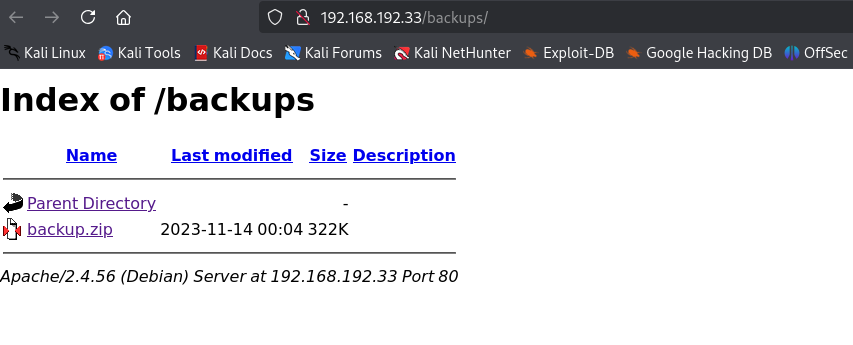 192.168.192.33/backups/
Kali Linux Kali Tools Kali Docs Kali Forums Kali NetHunter Exploit-DB Google Hacking DB OffSec
Index of /backups
Name Last modified Size Description
Parent Directory -
backup.zip 2023-11-14 00:04 322K
Apache/2.4.56 (Debian) Server at 192.168.192.33 Port 80